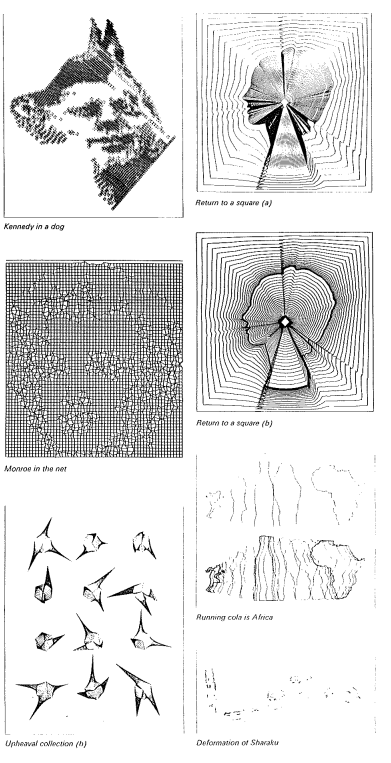 Kennedy in a dog
Monroe in the net
Upheaval collection (h)
Return to a square (a)
Return to a square (b)
Running cola is Africa
Deformation of Sharaku